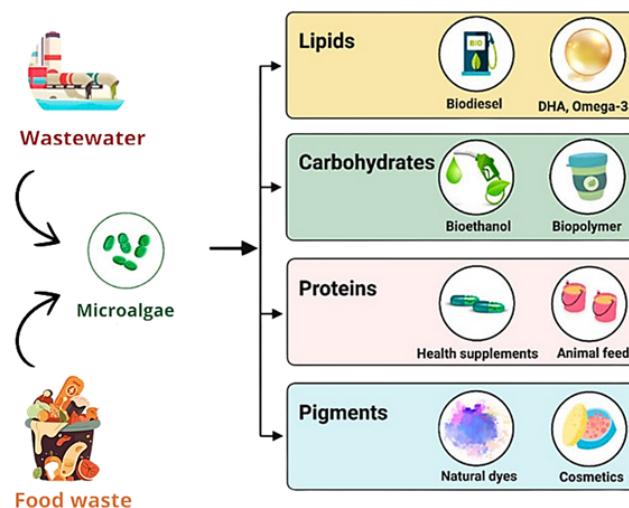 Wastewater
Microalgae
Food waste
Lipids
BIO
Biodiesel
DHA, Omega-3
Carbohydrates
Bioethanol
Biopolymer
Proteins
Health supplements
Animal feed
Pigments
Natural dyes
Cosmetics